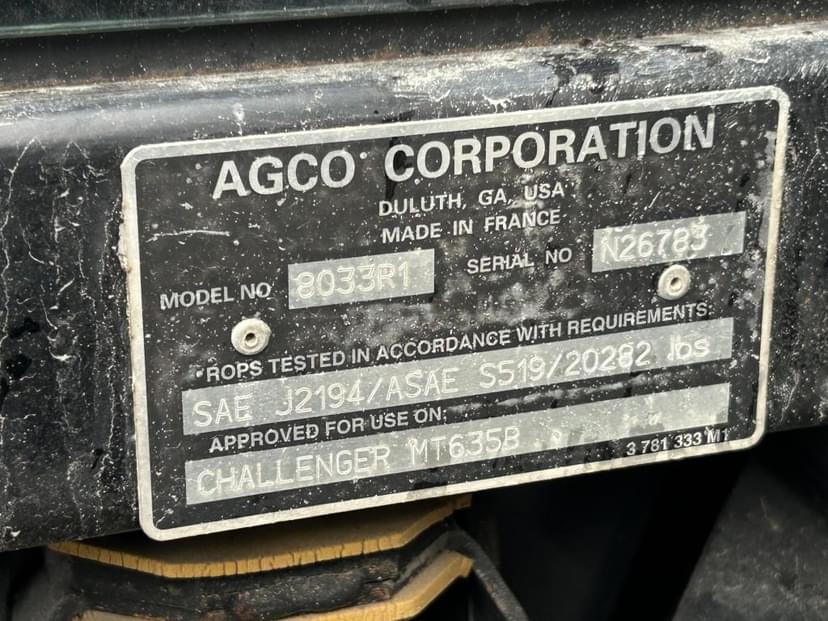 AGCO CORPORATION
DULUTH, GA, USA
MADE IN FRANCE
MODEL NO 8033R1 SERIAL NO N26783
•ROPS TESTED IN ACCORDANCE WITH REQUIREMENTS:
SAE J2194/ASAE S519/20282 lbs
APPROVED FOR USE ON:
CHALLENGER MT635B
3 781 333 M1